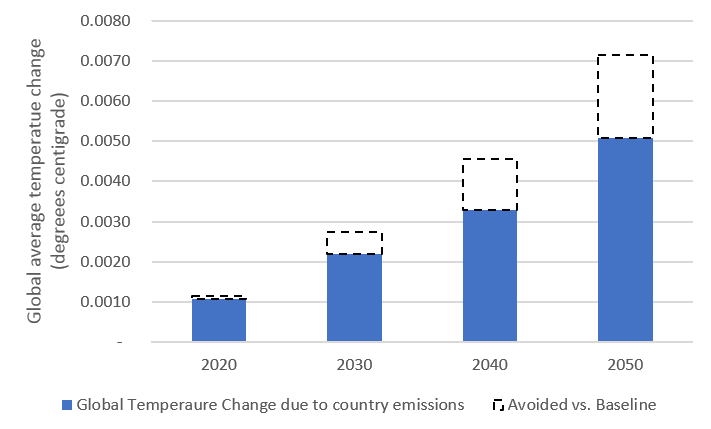 0.0080
0.0070
0.0060
0.0050
0.0040
0.0030
0.0020
0.0010
-
Global average temperatue change
(degreees centigrade)
2020 2030 2040 2050
Global Temperaure Change due to country emissions Avoided vs. Baseline